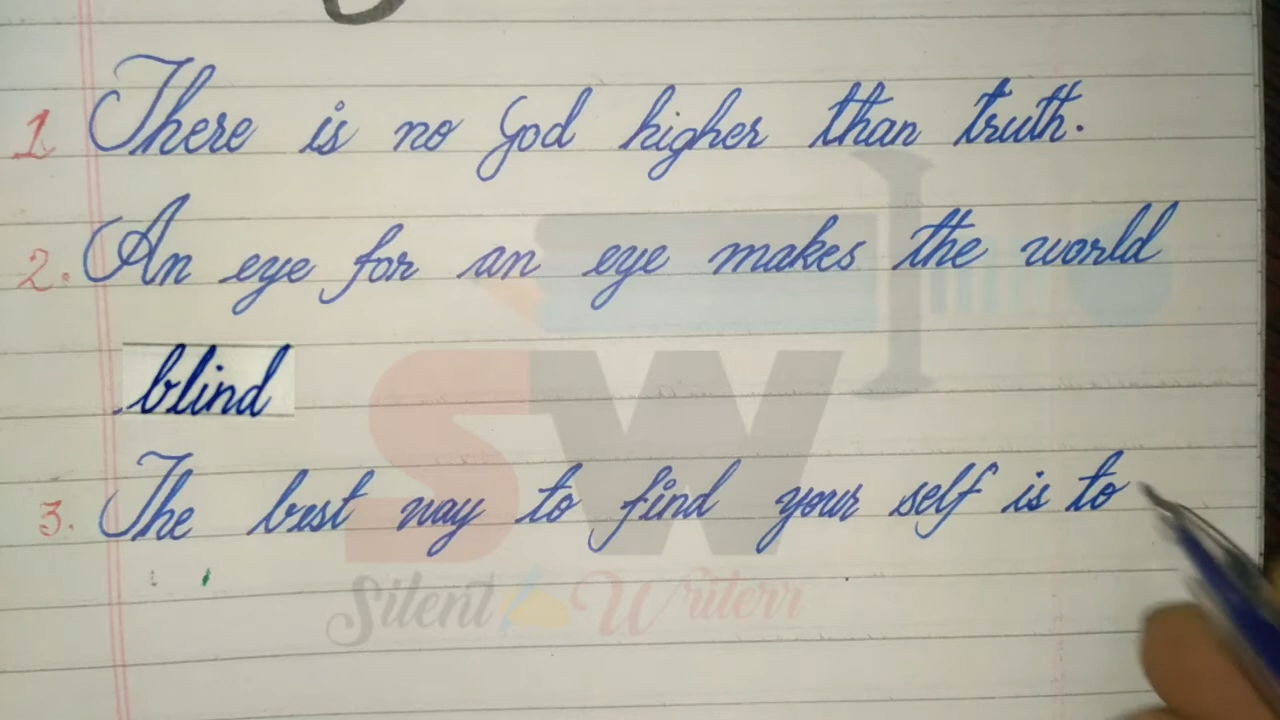 1 There is no God higher than truth.
2. An eye for an eye makes the world
blind
3. The best way to find your self is to
SW
Silent Writerr